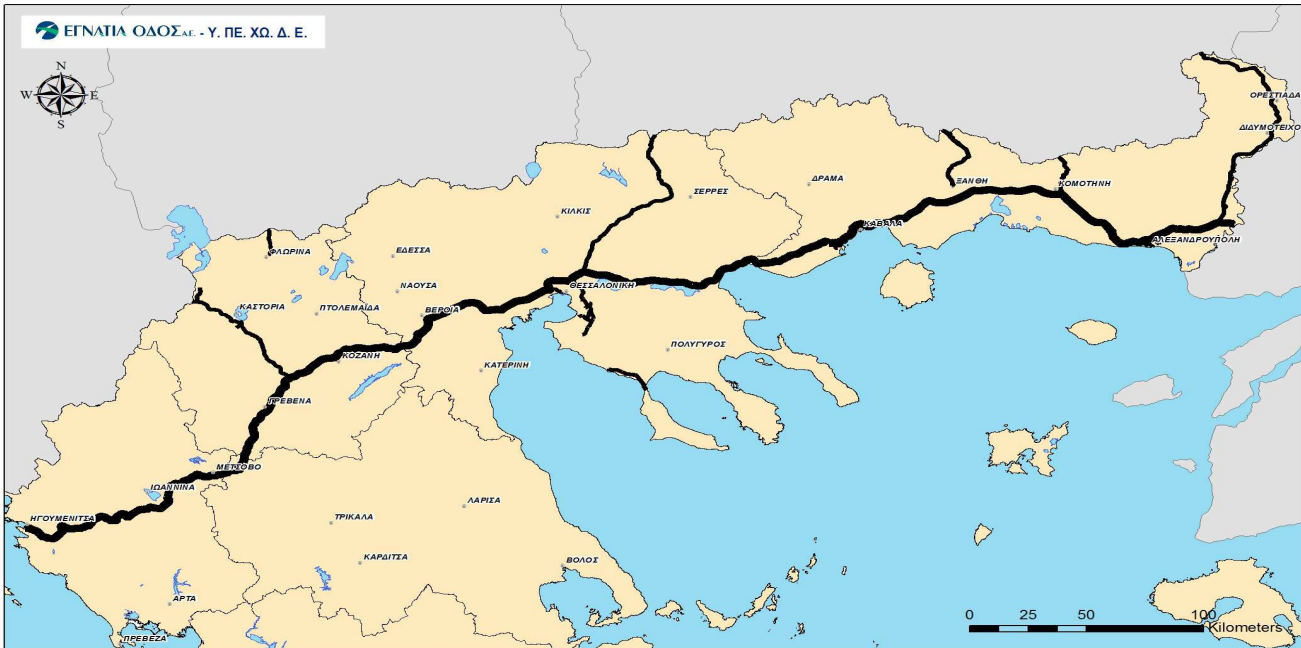 ΕΓΝΑΤΙΑ ΟΔΟΣ Α.Ε. - Υ. ΠΕ. ΧΩ. Δ. Ε.
N
W E
S
ΟΡΕΣΤΙΑΔΑ
ΔΙΔΥΜΟΤΕΙΧΟ
ΔΡΑΜΑ
ΞΑΝΘΗ
ΚΟΜΟΤΗΝΗ
ΣΕΡΡΕΣ
ΚΙΛΚΙΣ
ΚΑΒΑΛΑ
ΑΛΕΞΑΝΔΡΟΥΠΟΛΗ
ΕΔΕΣΣΑ
ΦΛΩΡΙΝΑ
ΝΑΟΥΣΑ
ΘΕΣΣΑΛΟΝΙΚΗ
ΚΑΣΤΟΡΙΑ
ΠΤΟΛΕΜΑΪΔΑ
ΒΕΡΟΙΑ
ΠΟΛΥΓΥΡΟΣ
ΚΟΖΑΝΗ
ΚΑΤΕΡΙΝΗ
ΓΡΕΒΕΝΑ
ΜΕΤΣΟΒΟ
ΙΩΑΝΝΙΝΑ
ΛΑΡΙΣΑ
ΗΓΟΥΜΕΝΙΤΣΑ
ΤΡΙΚΑΛΑ
ΚΑΡΔΙΤΣΑ
ΒΟΛΟΣ
ΑΡΤΑ
ΠΡΕΒΕΖΑ
0 25 50 100
Kilometers